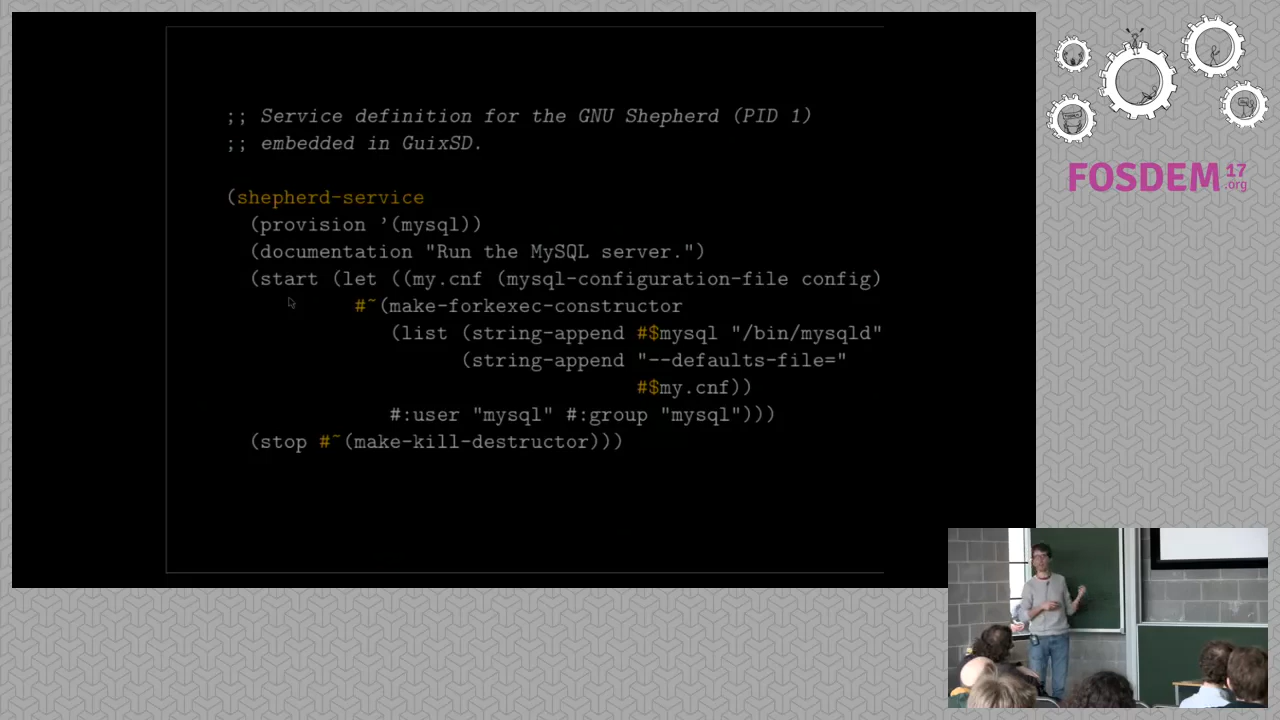 ;; Service definition for the GNU Shepherd (PID 1)
;; embedded in GuixSD.
(shepherd-service
(provision '(mysql))
(documentation "Run the MySQL server.")
(start (let ((my.cnf (mysql-configuration-file config)
#~(make-forkexec-constructor
(list (string-append #$mysql "/bin/mysqld"
(string-append "--defaults-file="
#$my.cnf))
#:user "mysql" #:group "mysql")))
(stop #~(make-kill-destructor)))
FOSDEM 17
.org